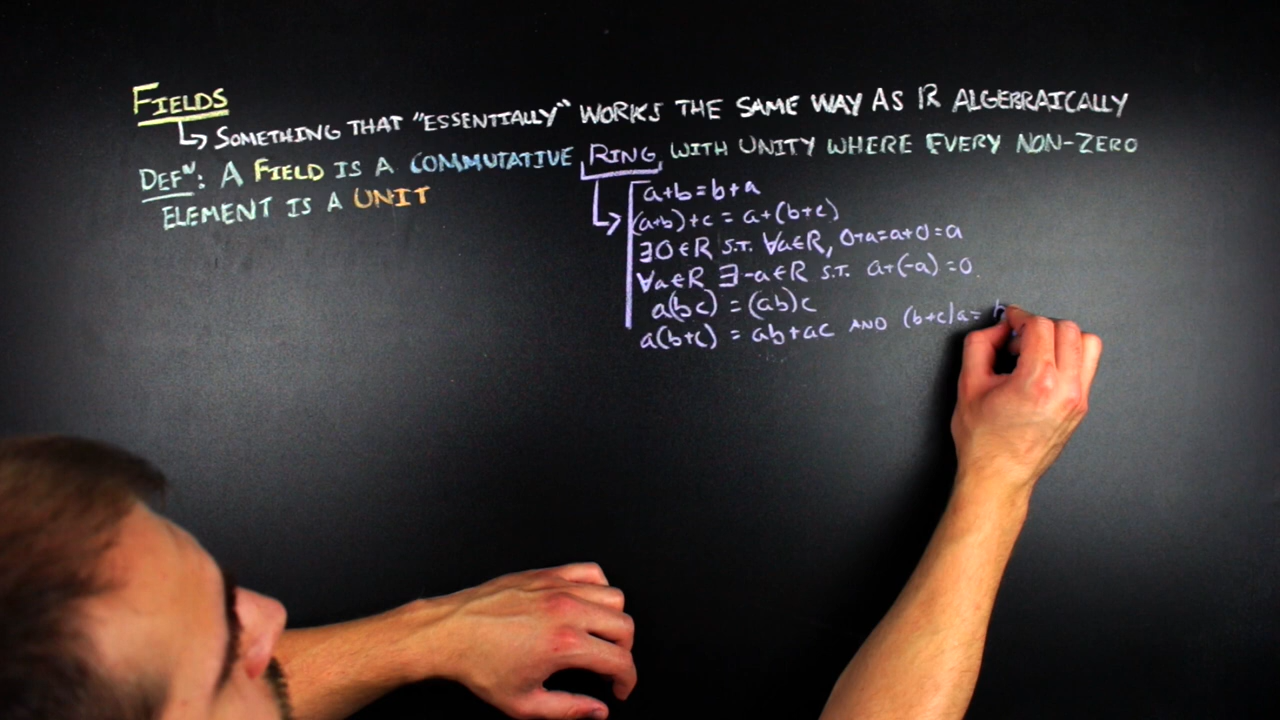 FIELDS
↳ SOMETHING THAT "ESSENTIALLY" WORKS THE SAME WAY AS ℝ ALGEBRAICALLY
DEFᴺ: A FIELD IS A COMMUTATIVE RING WITH UNITY WHERE EVERY NON-ZERO
ELEMENT IS A UNIT
a+b=b+a
(a+b)+c = a+(b+c)
∃0∈R S.T. ∀a∈R, 0+a=a+0=a
∀a∈R ∃-a∈R S.T. a+(-a)=0.
a(bc) = (ab)c
a(b+c) = ab+ac AND (b+c)a=